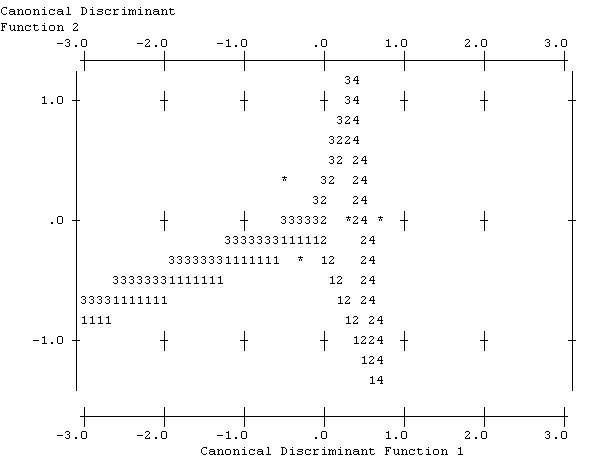 Canonical Discriminant
Function 2
-3.0 -2.0 -1.0 .0 1.0 2.0 3.0
34
1.0 34
324
3224
32 24
* 32 24
32 24
.0 333332 *24 *
3333333111112 24
33333331111111 * 12 24
33333331111111 12 24
33331111111 12 24
1111 12 24
-1.0 1224
124
14
-3.0 -2.0 -1.0 .0 1.0 2.0 3.0
Canonical Discriminant Function 1